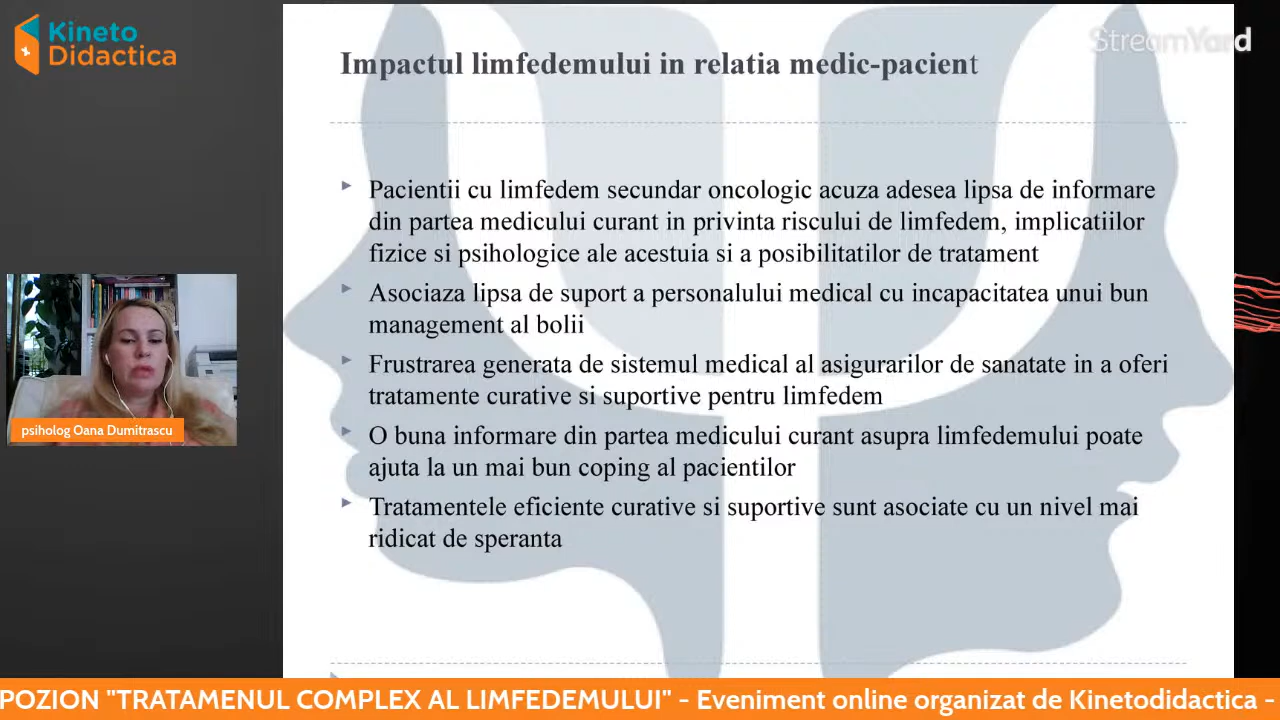 Kineto
Didactica
StreamYard
Impactul limfedemului in relatia medic-pacient
Pacientii cu limfedem secundar oncologic acuza adesea lipsa de informare
din partea medicului curant in privinta riscului de limfedem, implicatiilor
fizice si psihologice ale acestuia si a posibilitatilor de tratament
Asociaza lipsa de suport a personalului medical cu incapacitatea unui bun
management al bolii
Frustrarea generata de sistemul medical al asigurarilor de sanatate in a oferi
tratamente curative si suportive pentru limfedem
O buna informare din partea medicului curant asupra limfedemului poate
ajuta la un mai bun coping al pacientilor
Tratamentele eficiente curative si suportive sunt asociate cu un nivel mai
ridicat de speranta
psiholog Oana Dumitrascu
POZION "TRATAMENUL COMPLEX AL LIMFEDEMULUI" - Eveniment online organizat de Kinetodidactica -